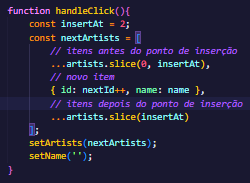 function handleClick(){
const insertAt = 2;
const nextArtists = [
// itens antes do ponto de inserção
...artists.slice(0, insertAt),
// novo item
{ id: nextId++, name: name },
// itens depois do ponto de inserção
...artists.slice(insertAt)
];
setArtists(nextArtists);
setName('');
}